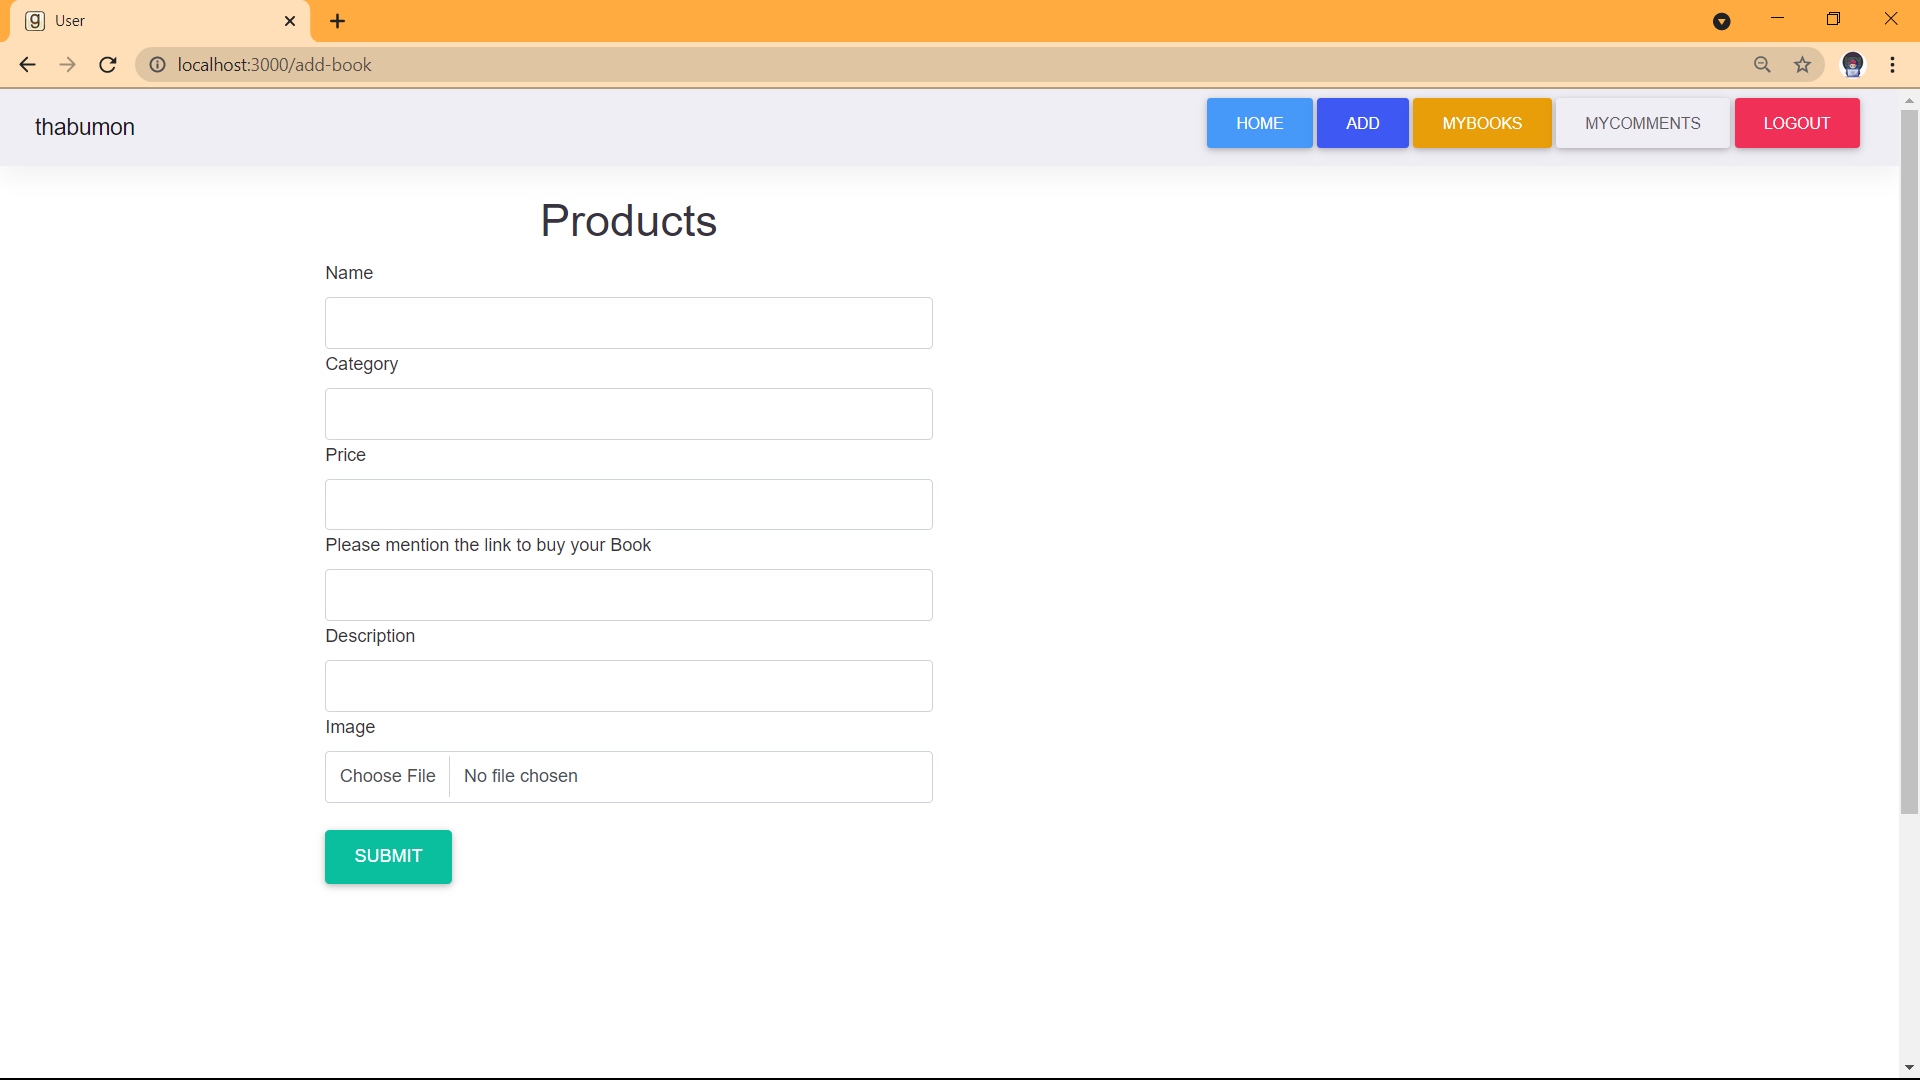 User
localhost:3000/add-book
thabumon
HOME
ADD
MYBOOKS
MYCOMMENTS
LOGOUT
Products
Name
Category
Price
Please mention the link to buy your Book
Description
Image
Choose File No file chosen
SUBMIT